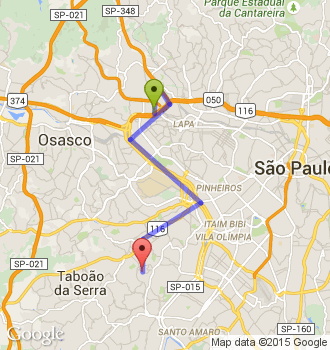 Parque Estadual
da Cantareira
SP-021
SP-348
374
050
116
LAPA
Osasco
São Paulo
SP-021
PINHEIROS
116
ITAIM BIBI
VILA OLÍMPIA
SP-021
Taboão
da Serra
SP-015
SANTO AMARO
SP-160
Google
Map data ©2015 Google